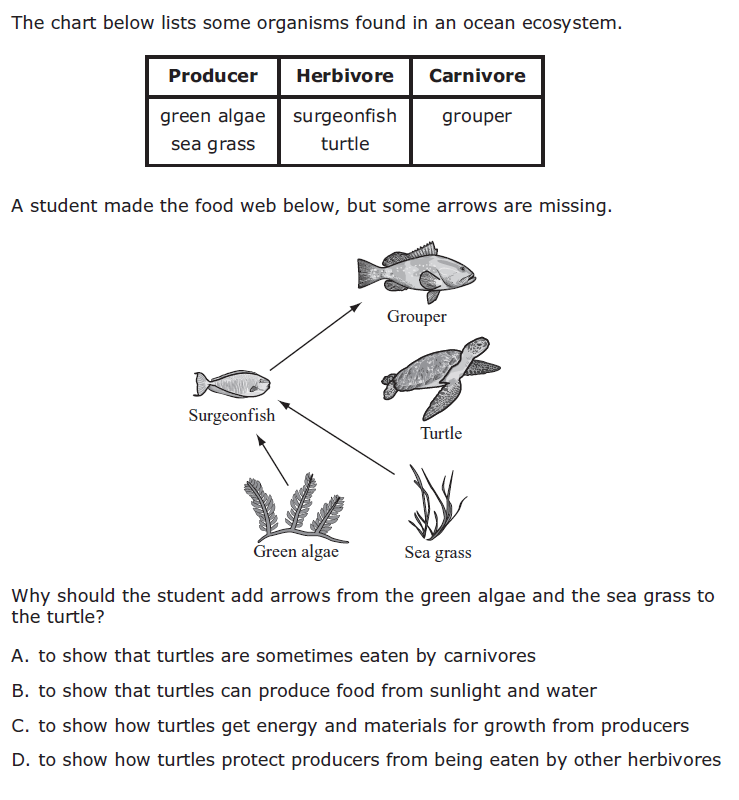 The chart below lists some organisms found in an ocean ecosystem.
Producer Herbivore Carnivore
green algae surgeonfish grouper
sea grass turtle
A student made the food web below, but some arrows are missing.
Grouper
Surgeonfish
Turtle
Green algae Sea grass
Why should the student add arrows from the green algae and the sea grass to
the turtle?
A. to show that turtles are sometimes eaten by carnivores
B. to show that turtles can produce food from sunlight and water
C. to show how turtles get energy and materials for growth from producers
D. to show how turtles protect producers from being eaten by other herbivores